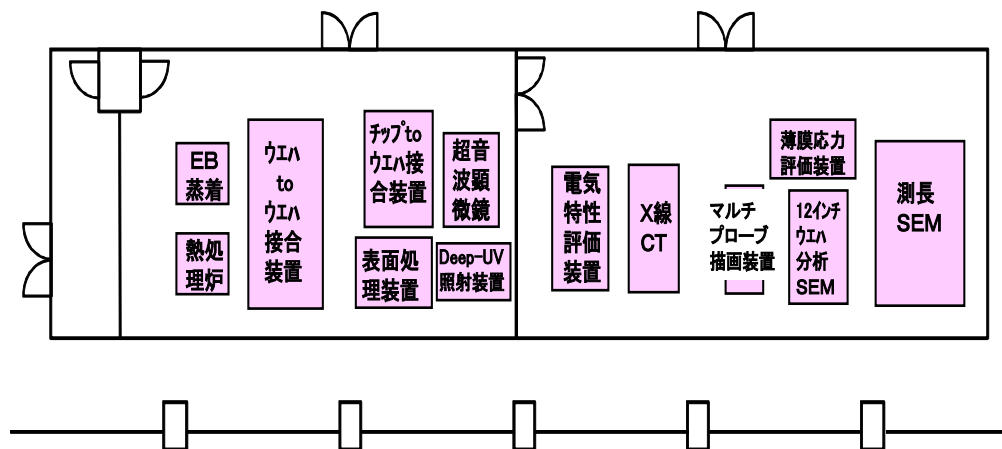 EB
蒸着
熱処
理炉
ウエハ
to
ウエハ
接合
装置
チップto
ウエハ接
合装置
超音
波顕
微鏡
表面処
理装置
Deep-UV
照射装置
電気
特性
評価
装置
X線
CT
マルチ
プローブ
描画装置
薄膜応力
評価装置
12インチ
ウエハ
分析
SEM
測長
SEM